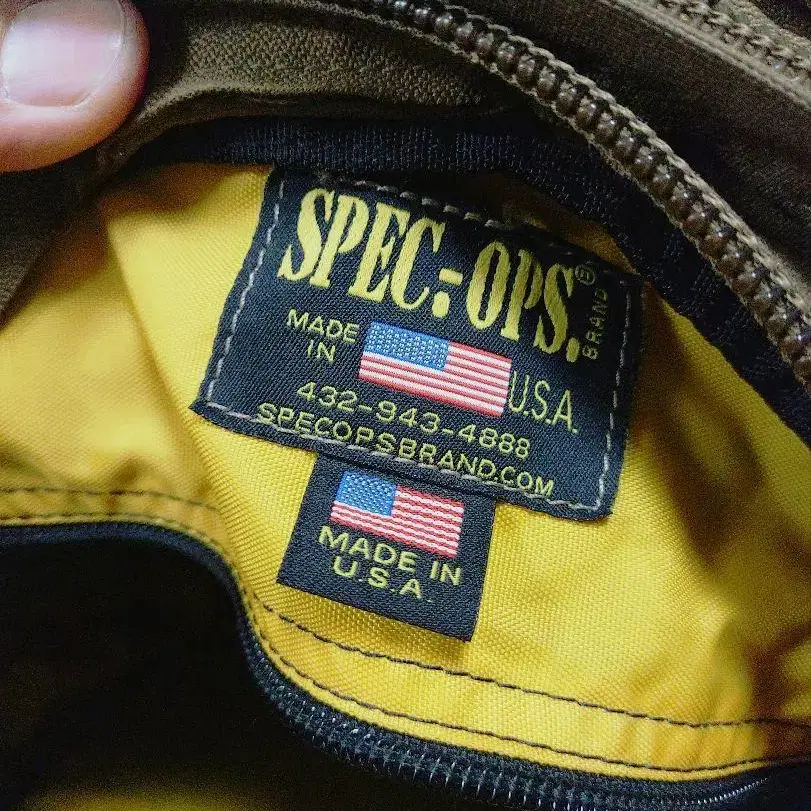 SPEC.-OPS.
BRAND®
MADE IN
U.S.A.
432-943-4888
SPECOPSBRAND.COM
MADE IN
U.S.A.